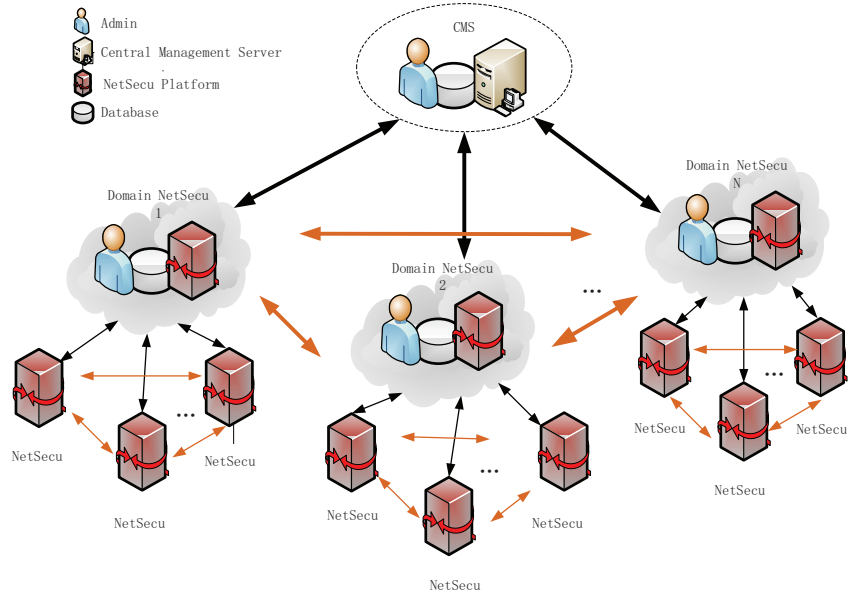 Admin
Central Management Server
NetSecu Platform
Database
CMS
Domain NetSecu
1
Domain NetSecu
2
Domain NetSecu
N
...
...
...
...
NetSecu
NetSecu
NetSecu
NetSecu
NetSecu
NetSecu
NetSecu
NetSecu
NetSecu